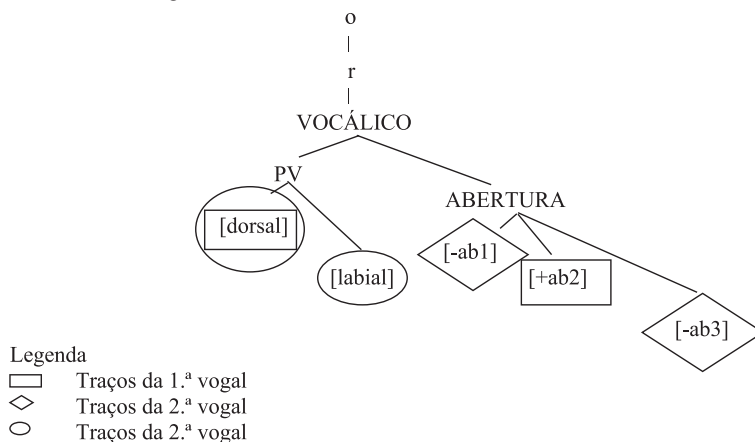 o
r
VOCÁLICO
PV
ABERTURA
[dorsal]
[-ab1]
[labial]
[+ab2]
[-ab3]
Legenda
Traços da 1.ª vogal
Traços da 2.ª vogal
Traços da 2.ª vogal